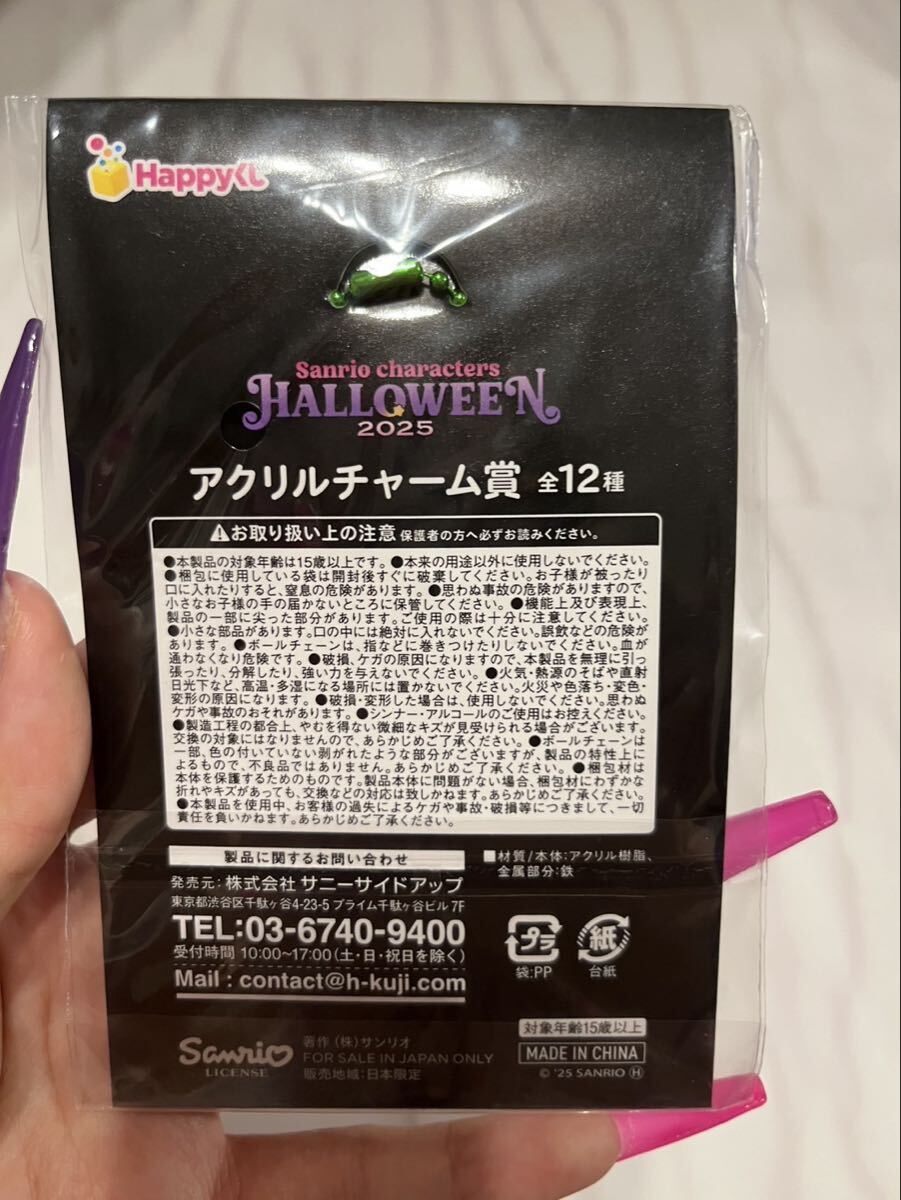 Happyくじ
Sanrio characters
HALLOWEEN
2025
アクリルチャーム賞 全12種
⚠お取り扱い上の注意 保護者の方へ必ずお読みください。
●本製品の対象年齢は15歳以上です。●本来の用途以外に使用しないでください。
●梱包に使用している袋は開封後すぐに破棄してください。お子様が被ったり
口に入れたりすると、窒息の危険があります。●思わぬ事故の危険がありますので、
小さなお子様の手の届かないところに保管してください。●機能上及び表現上、
製品の一部に尖った部分があります。ご使用の際は十分に注意してください。
●小さな部品があります。口の中には絶対に入れないでください。誤飲などの危険が
あります。●ボールチェーンは、指などに巻きつけたりしないでください。血が
通わなくなり危険です。●破損、ケガの原因になりますので、本製品を無理に引っ
張ったり、分解したり、強い力を与えないでください。●火気・熱源のそばや直射
日光下など、高温・多湿になる場所には置かないでください。火災や色落ち・変色・
変形の原因になります。●破損・変形した場合は、使用しないでください。思わぬ
ケガや事故のおそれがあります。●シンナー・アルコールのご使用はお控えください。
●製造工程の都合上、やむを得ない微細なキズが見受けられる場合がございます。
交換の対象にはなりませんので、あらかじめご了承ください。●ボールチェーンは
一部、色の付いていない剥がれたような部分がございますが、製品の特性上に
よるもので、不良品ではありません。あらかじめご了承ください。●梱包材は
本体を保護するためのものです。製品本体に問題がない場合、梱包材にわずかな
折れやキズがあっても、交換などの対応は致しかねます。あらかじめご了承ください。
●本製品を使用中、お客様の過失によるケガや事故・破損等につきまして、一切
責任を負いかねます。あらかじめご了承ください。
製品に関するお問い合わせ
発売元:株式会社 サニーサイドアップ
東京都渋谷区千駄ヶ谷4-23-5 プライム千駄ヶ谷ビル 7F
TEL:03-6740-9400
受付時間 10:00~17:00(土・日・祝日を除く)
Mail : contact@h-kuji.com
■材質/本体:アクリル樹脂、
金属部分:鉄
プラ
袋:PP
紙
台紙
対象年齢15歳以上
MADE IN CHINA
© '25 SANRIO Ⓗ
Sanrio
LICENSE
著作 (株)サンリオ
FOR SALE IN JAPAN ONLY
販売地域:日本限定